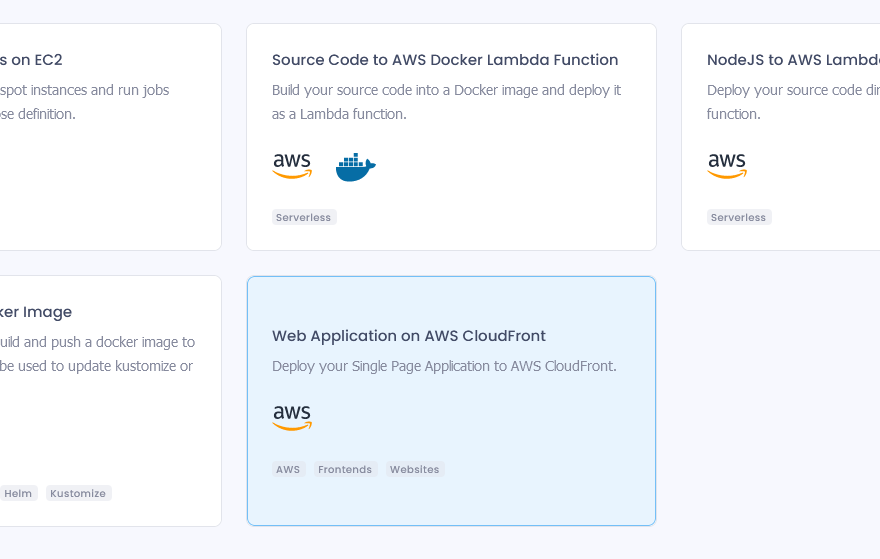 s on EC2
spot instances and run jobs
se definition.
Source Code to AWS Docker Lambda Function
Build your source code into a Docker image and deploy it
as a Lambda function.
aws
Serverless
NodeJS to AWS Lambd
Deploy your source code di
function.
aws
Serverless
ker Image
uild and push a docker image to
be used to update kustomize or
Helm Kustomize
Web Application on AWS CloudFront
Deploy your Single Page Application to AWS CloudFront.
aws
AWS Frontends Websites